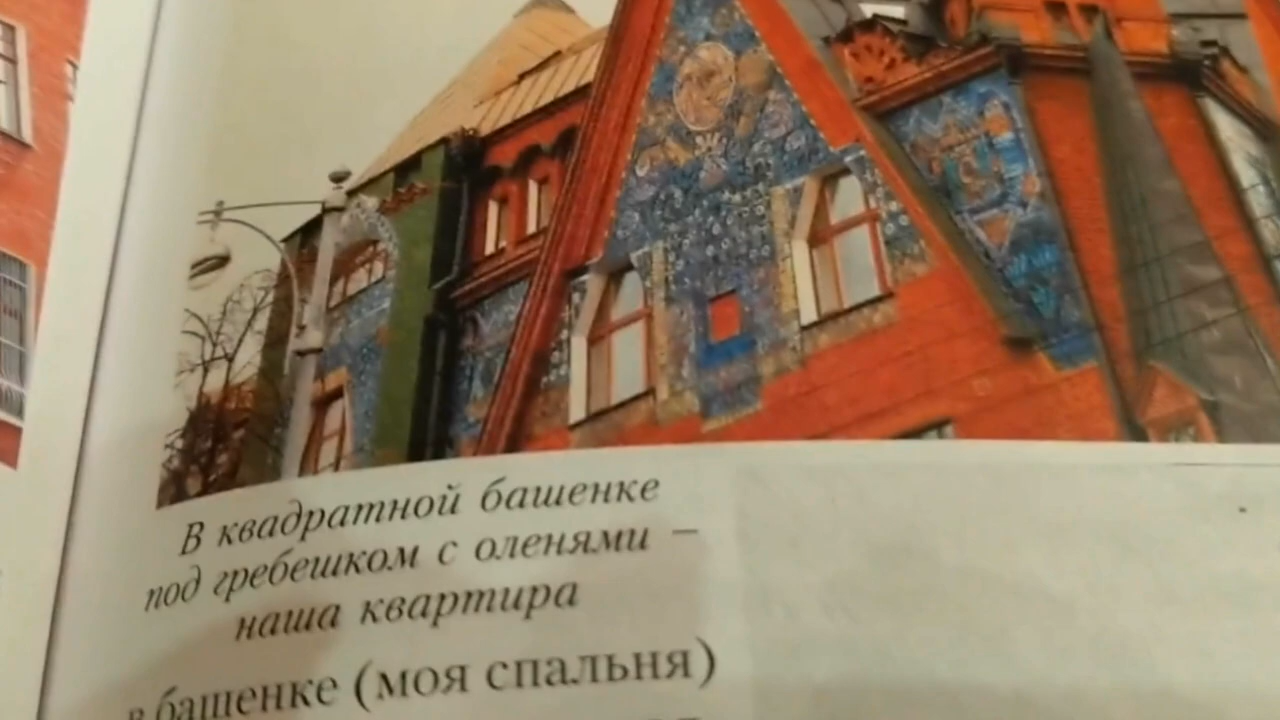 В квадратной башенке
под гребешком с оленями –
наша квартира
в башенке (моя спальня)